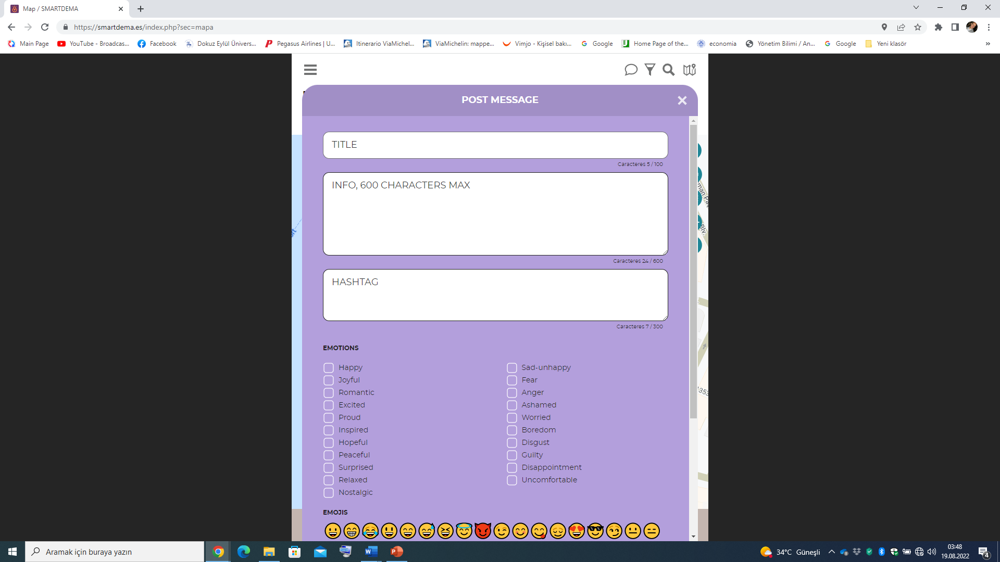 Map / SMARTDEMA
https://smartdema.es/index.php?sec=mapa
Main Page YouTube - Broadcas... Facebook Dokuz Eylül Univers... Pegasus Airlines | U... Itinerario ViaMichel... ViaMichelin: mappe... Vimjo - Kişisel bakı... Google Home Page of the... economia Yönetim Bilimi / An... Google Yeni klasör »
POST MESSAGE
TITLE
Caracteres 5 / 100
INFO, 600 CHARACTERS MAX
Caracteres 24 / 600
HASHTAG
Caracteres 7 / 300
Blv.
1353
EMOTIONS
Happy Sad-unhappy
Joyful Fear
Romantic Anger
Excited Ashamed
Proud Worried
Inspired Boredom
Hopeful Disgust
Peaceful Guilty
Surprised Disappointment
Relaxed Uncomfortable
Nostalgic
EMOJIS
Aramak için buraya yazın
34°C Güneşli
03:48
19.08.2022
4